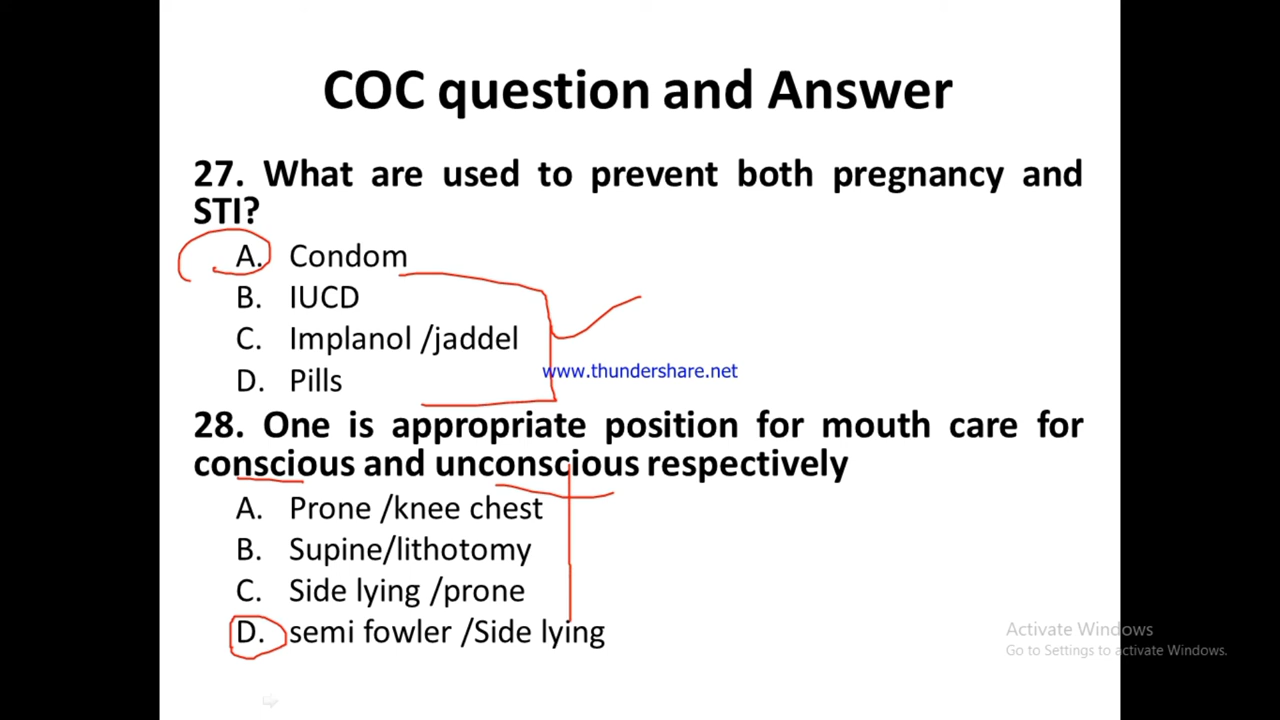 COC question and Answer
27. What are used to prevent both pregnancy and
STI?
A. Condom
B. IUCD
C. Implanol /jaddel
D. Pills
www.thundershare.net
28. One is appropriate position for mouth care for
conscious and unconscious respectively
A. Prone /knee chest
B. Supine/lithotomy
C. Side lying /prone
D. semi fowler /Side lying
Activate Windows
Go to Settings to activate Windows.